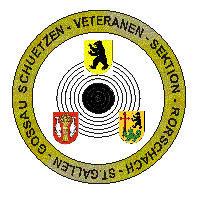 SCHUETZEN - VETERANEN - SEKTION - RORSCHACH - ST.GALLEN - GOSSAU